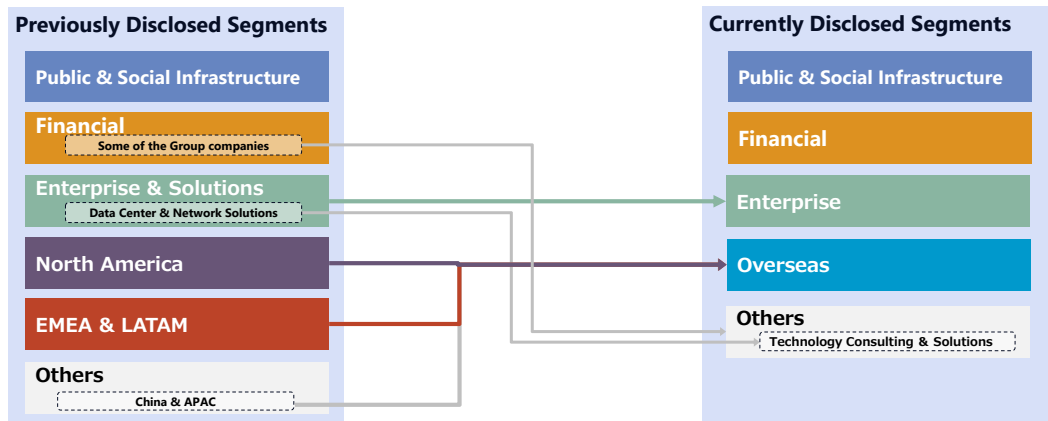 Previously Disclosed Segments
Public & Social Infrastructure
Financial
Some of the Group companies
Enterprise & Solutions
Data Center & Network Solutions
North America
EMEA & LATAM
Others
China & APAC
Currently Disclosed Segments
Public & Social Infrastructure
Financial
Enterprise
Overseas
Others
Technology Consulting & Solutions